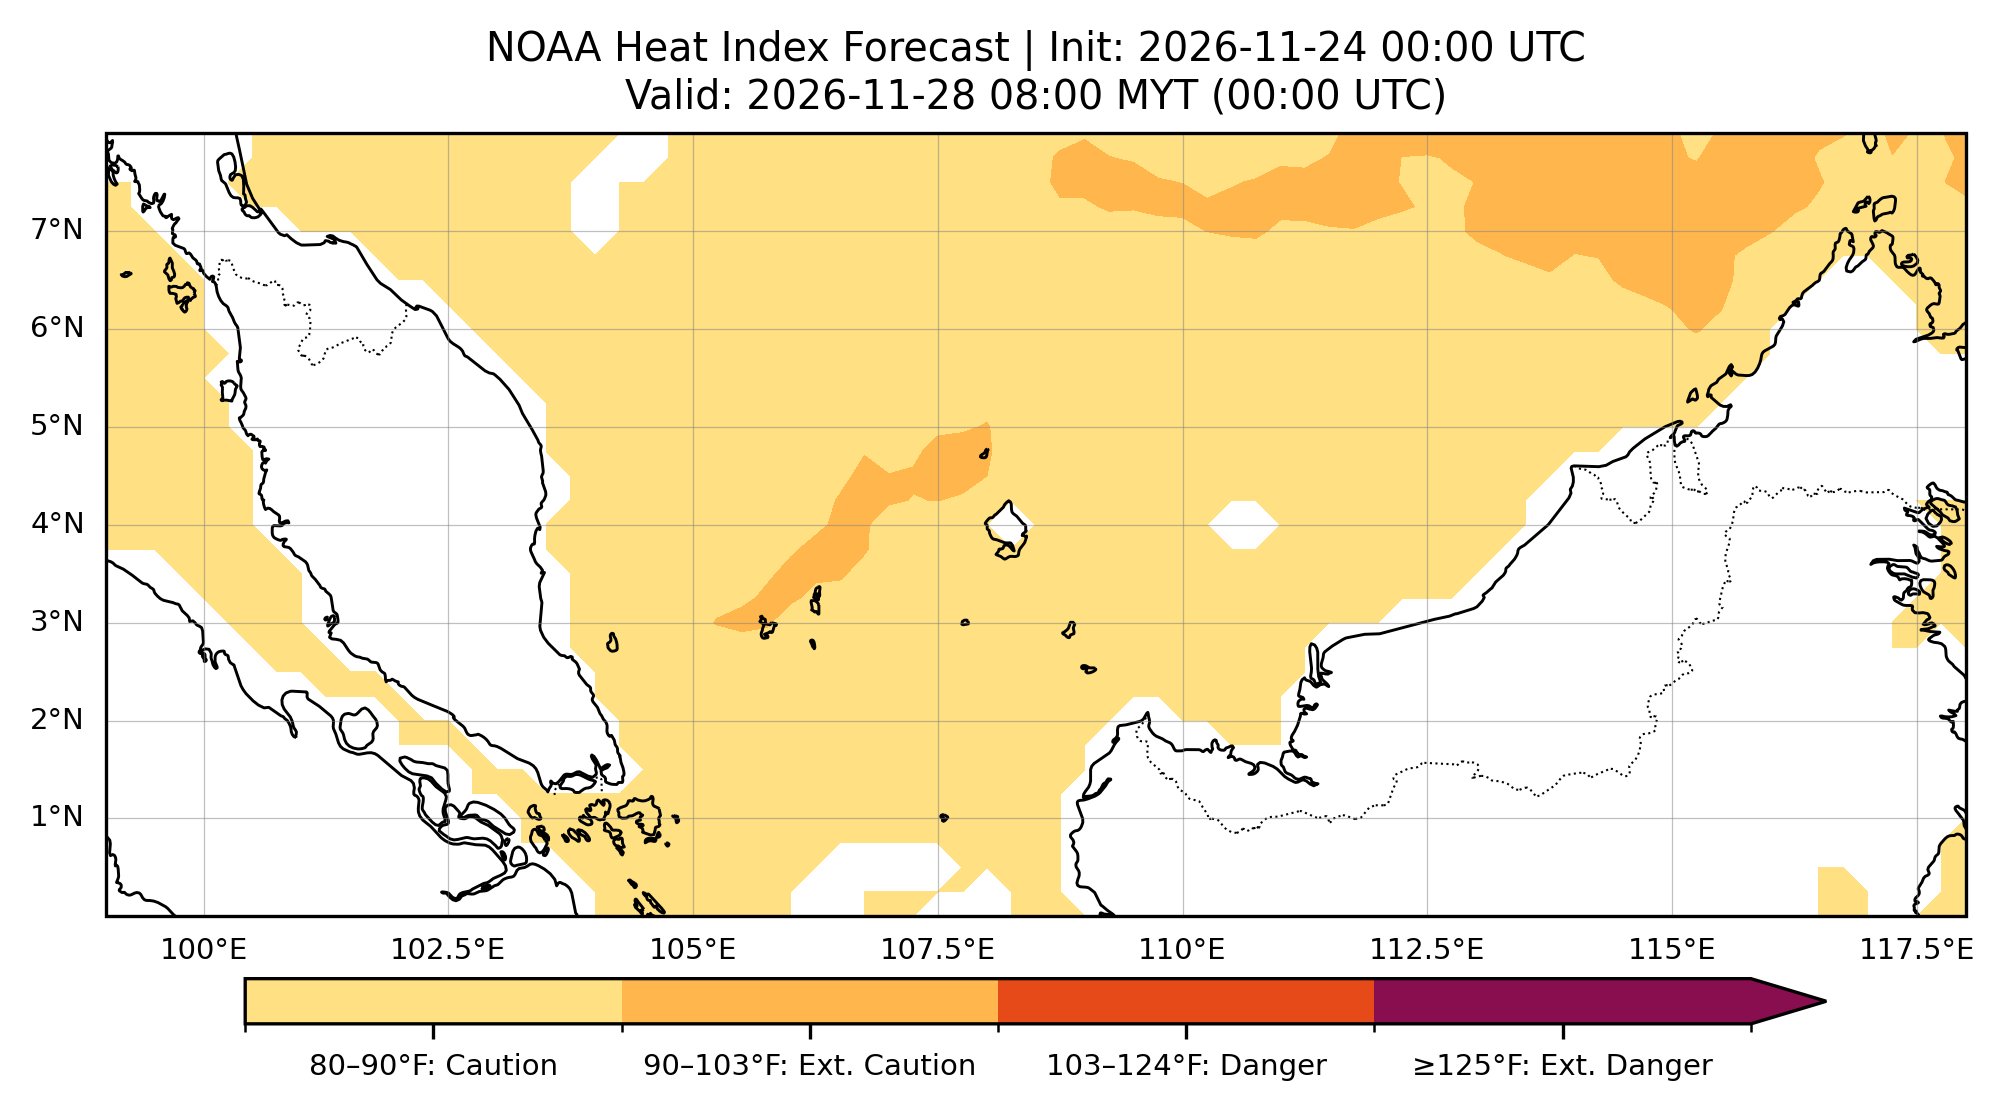 NOAA Heat Index Forecast | Init: 2026-11-24 00:00 UTC
Valid: 2026-11-28 08:00 MYT (00:00 UTC)
7°N
6°N
5°N
4°N
3°N
2°N
1°N
100°E 102.5°E 105°E 107.5°E 110°E 112.5°E 115°E 117.5°E
80–90°F: Caution 90–103°F: Ext. Caution 103–124°F: Danger ≥125°F: Ext. Danger